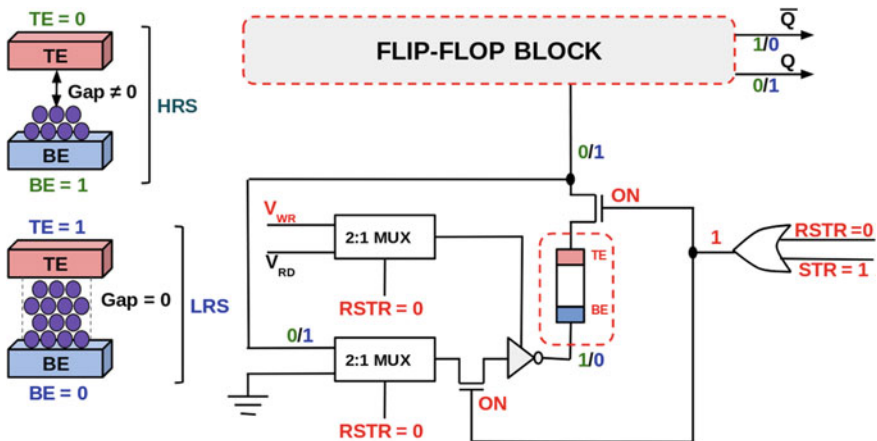 TE = 0
TE
Gap ≠ 0
HRS
BE
BE = 1
TE = 1
TE
Gap = 0
LRS
BE
BE = 0
FLIP-FLOP BLOCK
Q̅
1/0
Q
0/1
0/1
ON
V_WR
2:1 MUX
V̅_RD
RSTR = 0
TE
BE
1
RSTR =0
STR = 1
0/1
2:1 MUX
1/0
ON
RSTR = 0